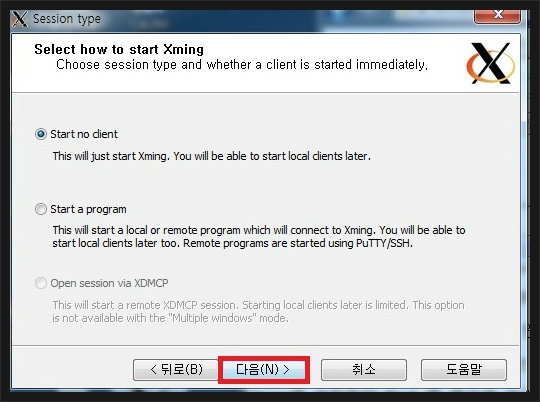 Session type
Select how to start Xming
Choose session type and whether a client is started immediately.
Start no client
This will just start Xming. You will be able to start local clients later.
Start a program
This will start a local or remote program which will connect to Xming. You will be able to
start local clients later too. Remote programs are started using PuTTY/SSH.
Open session via XDMCP
This will start a remote XDMCP session. Starting local clients later is limited. This option
is not available with the "Multiple windows" mode.
< 뒤로(B) 다음(N) > 취소 도움말